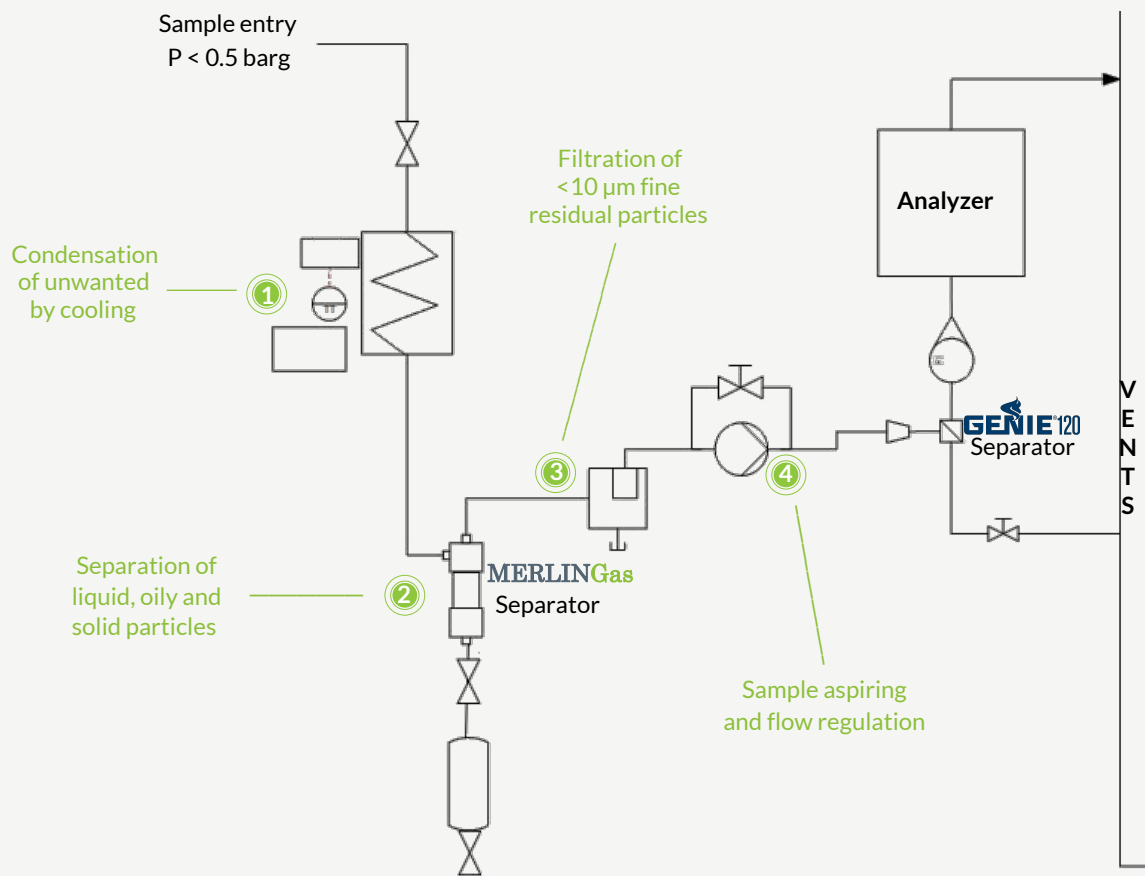 Sample entry
P < 0.5 barg
Filtration of
<10 µm fine
residual particles
Analyzer
Condensation
of unwanted
by cooling
1
V
E
N
T
S
GENIE®120
Separator
3
4
Separation of
liquid, oily and
solid particles
2
MERLINGas
Separator
Sample aspiring
and flow regulation